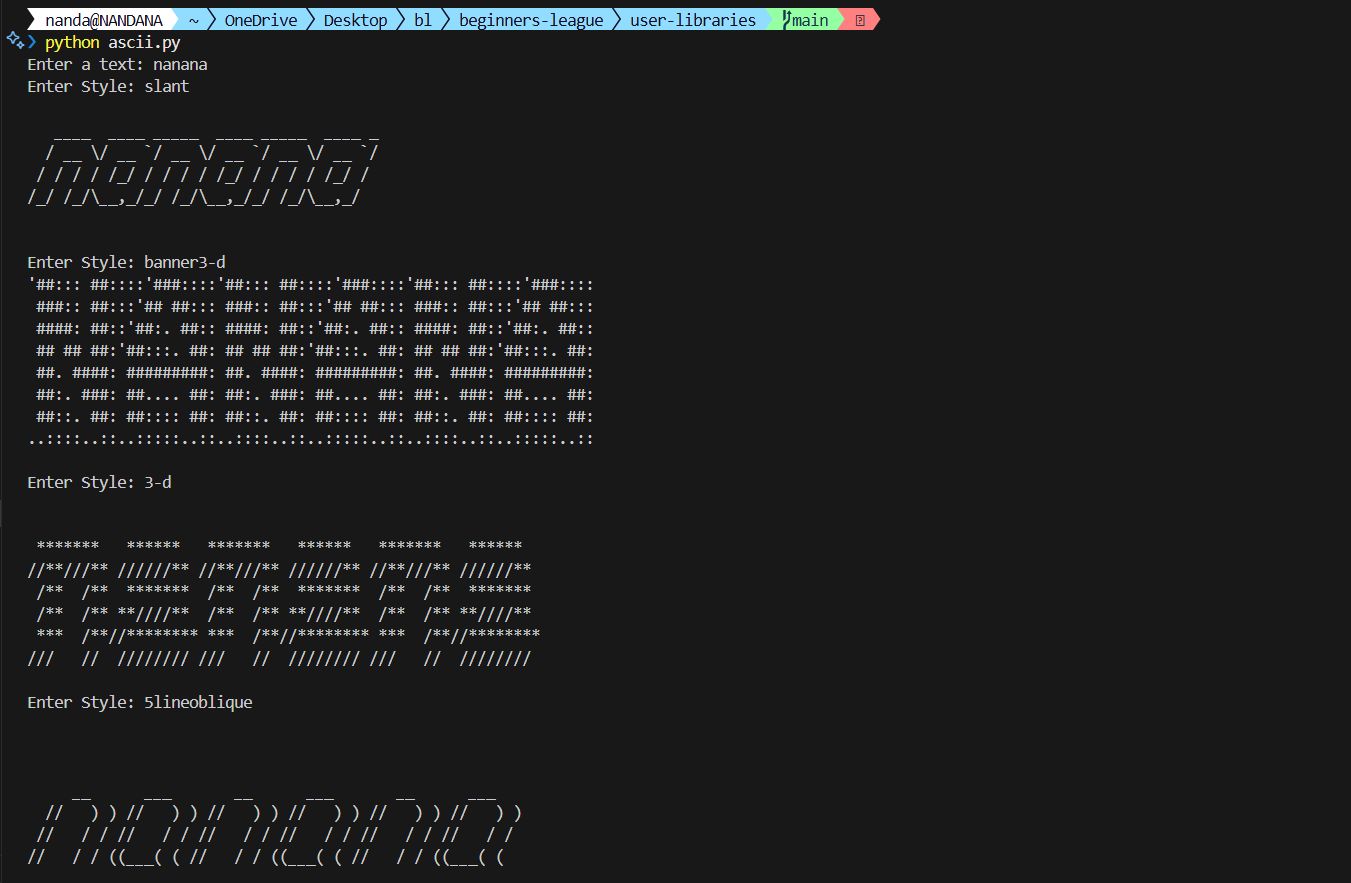 nanda@NANDANA ~ OneDrive Desktop bl beginners-league user-libraries main
❯ python ascii.py
Enter a text: nanana
Enter Style: slant
   ____  ____ _____  ____ _____  ____ _
  / __ \/ __ `/ __ \/ __ `/ __ \/ __ `/
 / / / / /_/ / / / / /_/ / / / / /_/ /
/_/ /_/\__,_/_/ /_/\__,_/_/ /_/\__,_/
Enter Style: banner3-d
'##::: ##::::'###::::'##::: ##::::'###::::'##::: ##::::'###::::
 ###:: ##:::'## ##::: ###:: ##:::'## ##::: ###:: ##:::'## ##:::
 ####: ##::'##:. ##:: ####: ##::'##:. ##:: ####: ##::'##:. ##::
 ## ## ##:'##:::. ##: ## ## ##:'##:::. ##: ## ## ##:'##:::. ##:
 ##. ####: #########: ##. ####: #########: ##. ####: #########:
 ##:. ###: ##.... ##: ##:. ###: ##.... ##: ##:. ###: ##.... ##:
 ##::. ##: ##:::: ##: ##::. ##: ##:::: ##: ##::. ##: ##:::: ##:
..::::..::..:::::..::..::::..::..:::::..::..::::..::..:::::..::
Enter Style: 3-d
 *******   ******   *******   ******   *******   ******
//**///** //////** //**///** //////** //**///** //////**
 /**  /**  *******  /**  /**  *******  /**  /**  *******
 /**  /** **////**  /**  /** **////**  /**  /** **////**
 ***  /**//******** ***  /**//******** ***  /**//********
///   //  //////// ///   //  //////// ///   //  ////////
Enter Style: 5lineoblique
     __      ___       __      ___       __      ___
  //   ) ) //   ) ) //   ) ) //   ) ) //   ) ) //   ) )
 //   / / //   / / //   / / //   / / //   / / //   / /
//   / / ((___( ( //   / / ((___( ( //   / / ((___( (